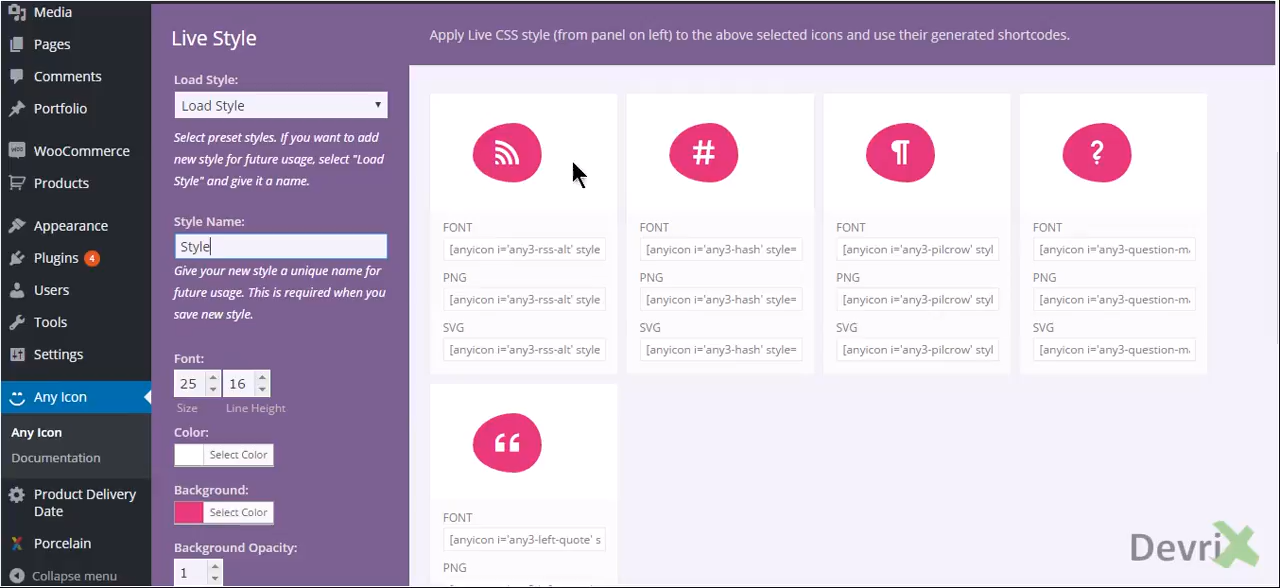 Media
Pages
Comments
Portfolio
WooCommerce
Products
Appearance
Plugins 4
Users
Tools
Settings
Any Icon
Any Icon
Documentation
Product Delivery
Date
Porcelain
Collapse menu
Live Style
Load Style:
Load Style
Select preset styles. If you want to add
new style for future usage, select "Load
Style" and give it a name.
Style Name:
Style
Give your new style a unique name for
future usage. This is required when you
save new style.
Font:
25 16
Size Line Height
Color:
Select Color
Background:
Select Color
Background Opacity:
1
Apply Live CSS style (from panel on left) to the above selected icons and use their generated shortcodes.
#
¶
?
FONT
[anyicon i='any3-rss-alt' style
PNG
[anyicon i='any3-rss-alt' style
SVG
[anyicon i='any3-rss-alt' style
FONT
[anyicon i='any3-hash' style=
PNG
[anyicon i='any3-hash' style=
SVG
[anyicon i='any3-hash' style=
FONT
[anyicon i='any3-pilcrow' styl
PNG
[anyicon i='any3-pilcrow' styl
SVG
[anyicon i='any3-pilcrow' styl
FONT
[anyicon i='any3-question-m
PNG
[anyicon i='any3-question-m
SVG
[anyicon i='any3-question-m
“
FONT
[anyicon i='any3-left-quote' s
PNG
DevriX